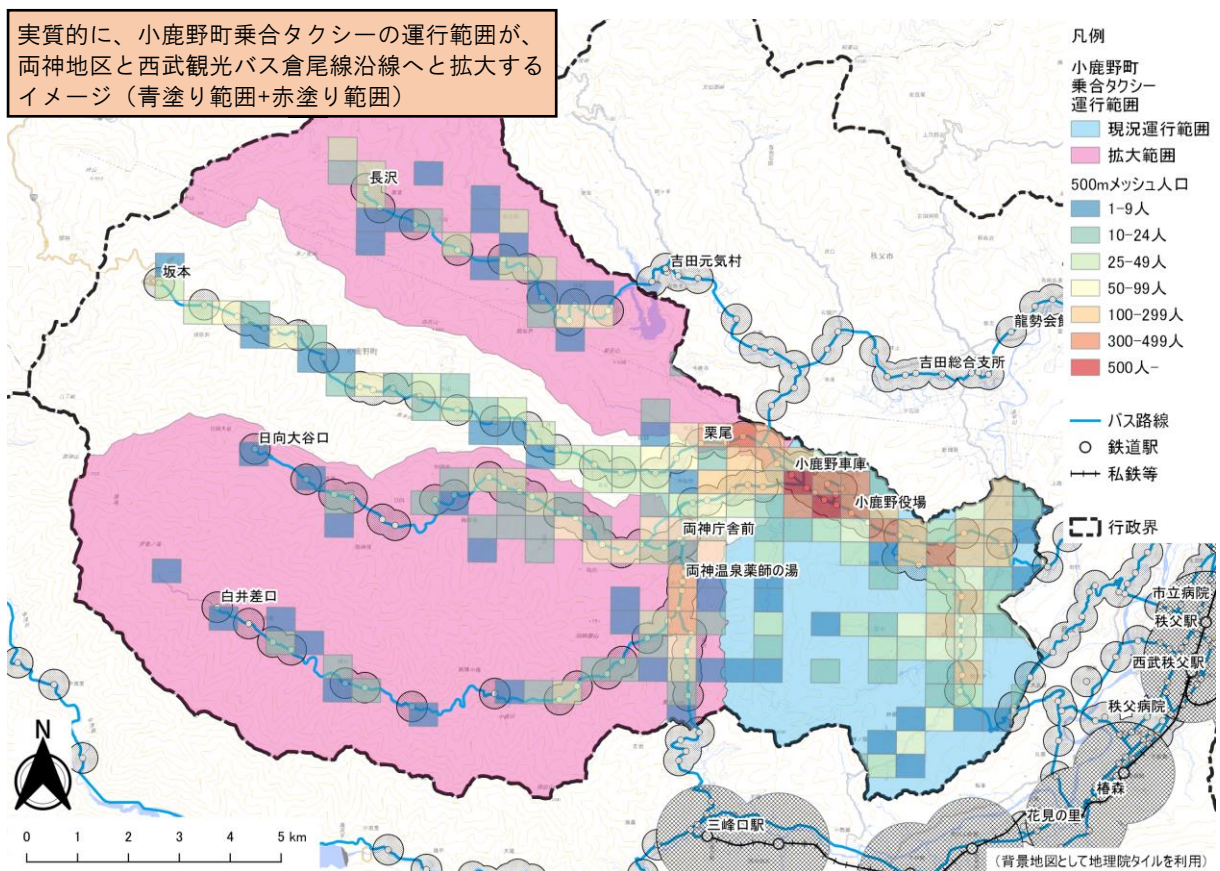 実質的に、小鹿野町乗合タクシーの運行範囲が、
両神地区と西武観光バス倉尾線沿線へと拡大する
イメージ（青塗り範囲+赤塗り範囲）
凡例
小鹿野町
乗合タクシー
運行範囲
現況運行範囲
拡大範囲
500mメッシュ人口
1-9人
10-24人
25-49人
50-99人
100-299人
300-499人
500人-
バス路線
鉄道駅
私鉄等
行政界
長沢
坂本
吉田元気村
龍勢会館
吉田総合支所
秩父市
小鹿野町
日向大谷口
栗尾
小鹿野車庫
小鹿野役場
両神庁舎前
両神温泉薬師の湯
白井差口
市立病院
秩父駅
西武秩父駅
秩父病院
椿森
花見の里
三峰口駅
N
0 1 2 3 4 5 km
（背景地図として地理院タイルを利用）